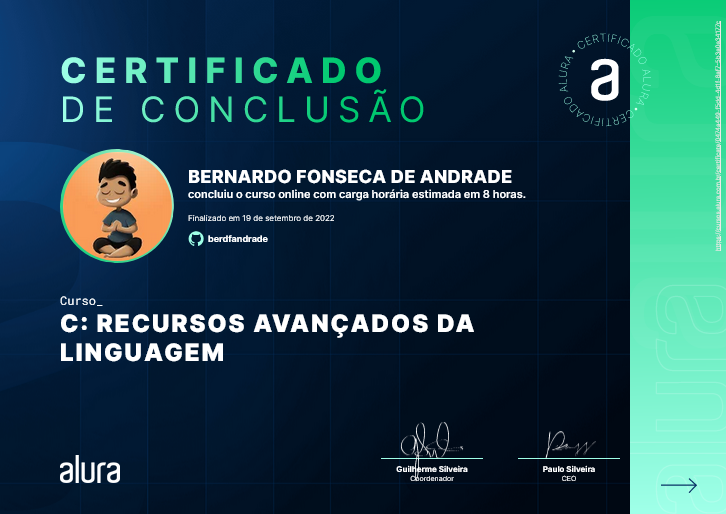 CERTIFICADO
DE CONCLUSÃO
CERTIFICADO ALURA • CERTIFICADO ALURA •
a
BERNARDO FONSECA DE ANDRADE
concluiu o curso online com carga horária estimada em 8 horas.
Finalizado em 19 de setembro de 2022
berdfandrade
Curso_
C: RECURSOS AVANÇADOS DA
LINGUAGEM
alura
Guilherme Silveira
Coordenador
Paulo Silveira
CEO
alura